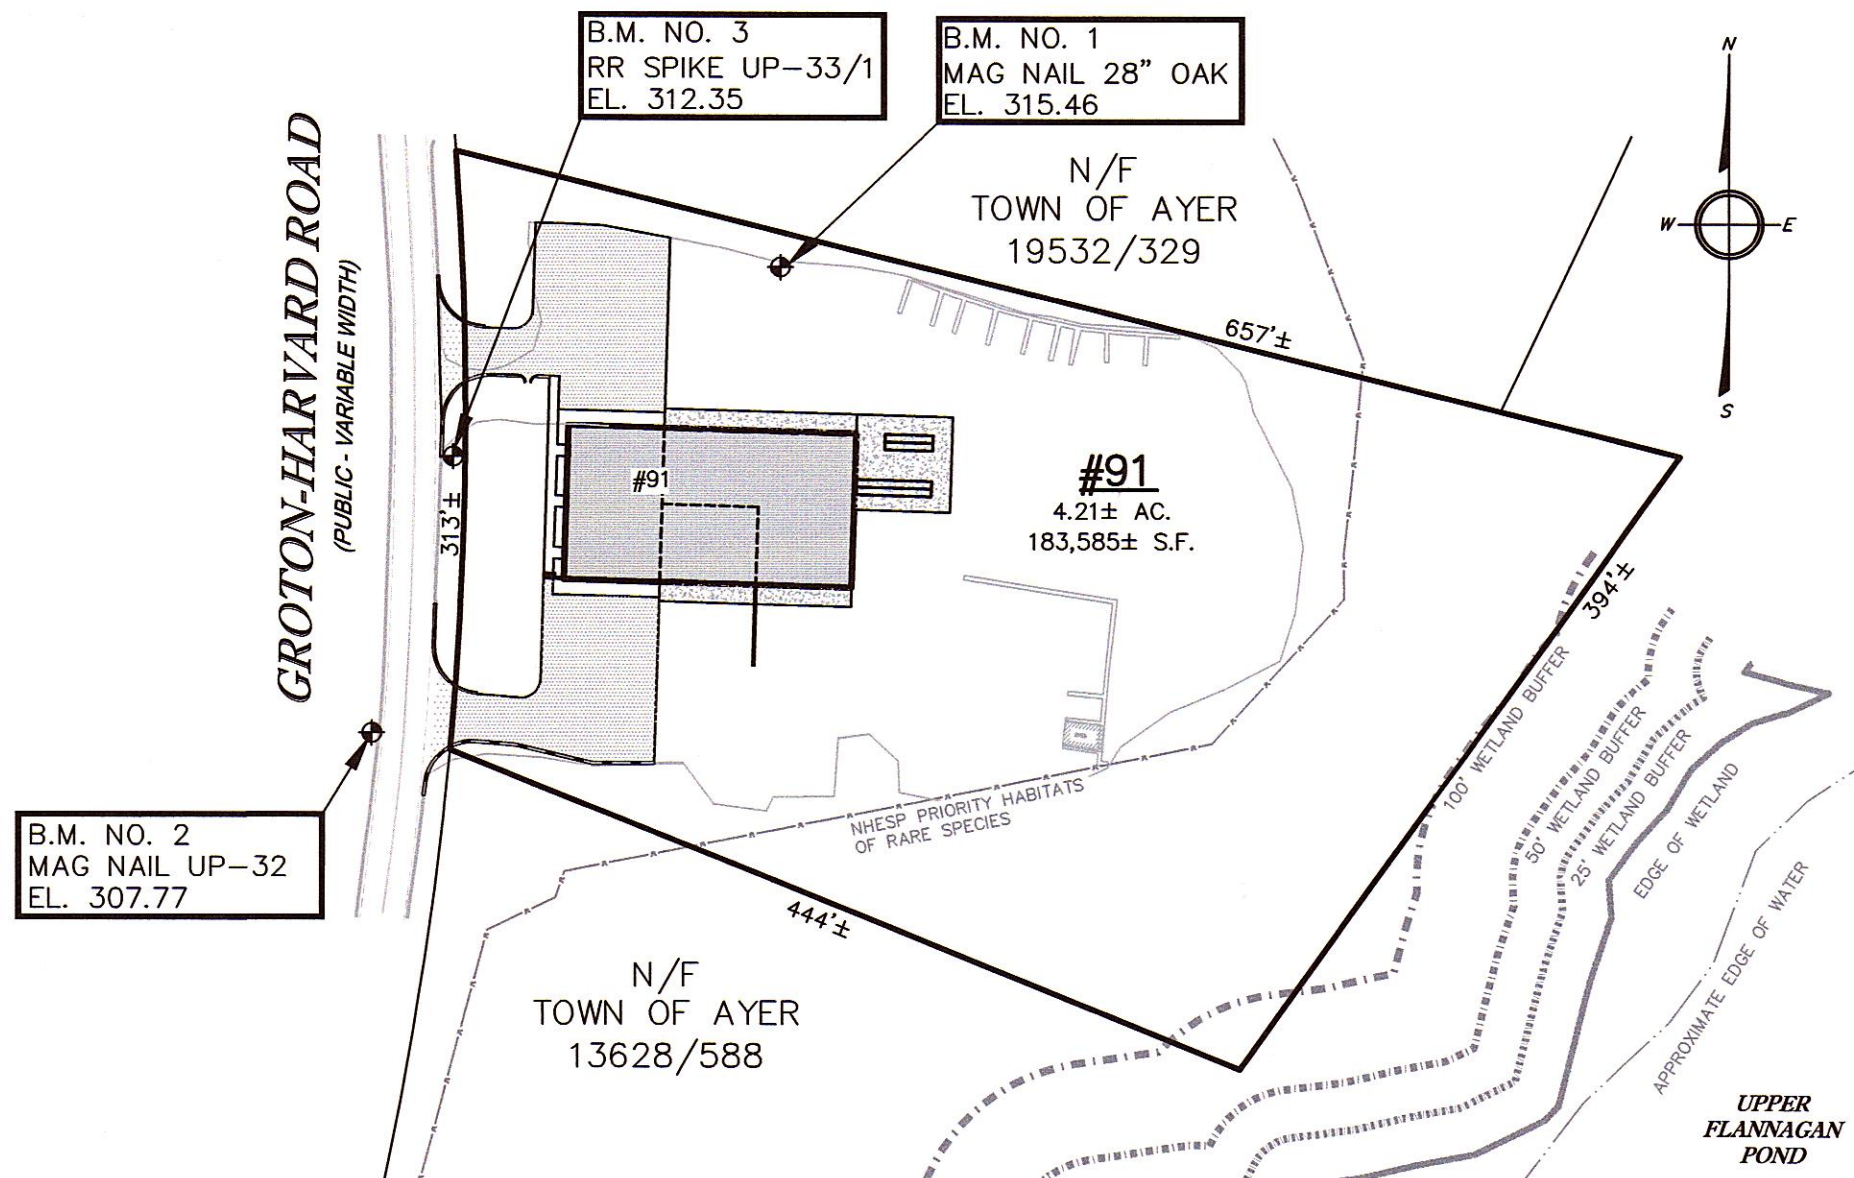 B.M. NO. 3
RR SPIKE UP-33/1
EL. 312.35
B.M. NO. 1
MAG NAIL 28" OAK
EL. 315.46
N
W
E
S
N/F
TOWN OF AYER
19532/329
GROTON-HARVARD ROAD
(PUBLIC - VARIABLE WIDTH)
657'±
313'±
#91
#91
4.21± AC.
183,585± S.F.
394'±
100' WETLAND BUFFER
50' WETLAND BUFFER
25' WETLAND BUFFER
EDGE OF WETLAND
APPROXIMATE EDGE OF WATER
NHESP PRIORITY HABITATS
OF RARE SPECIES
B.M. NO. 2
MAG NAIL UP-32
EL. 307.77
444'±
N/F
TOWN OF AYER
13628/588
UPPER
FLANNAGAN
POND